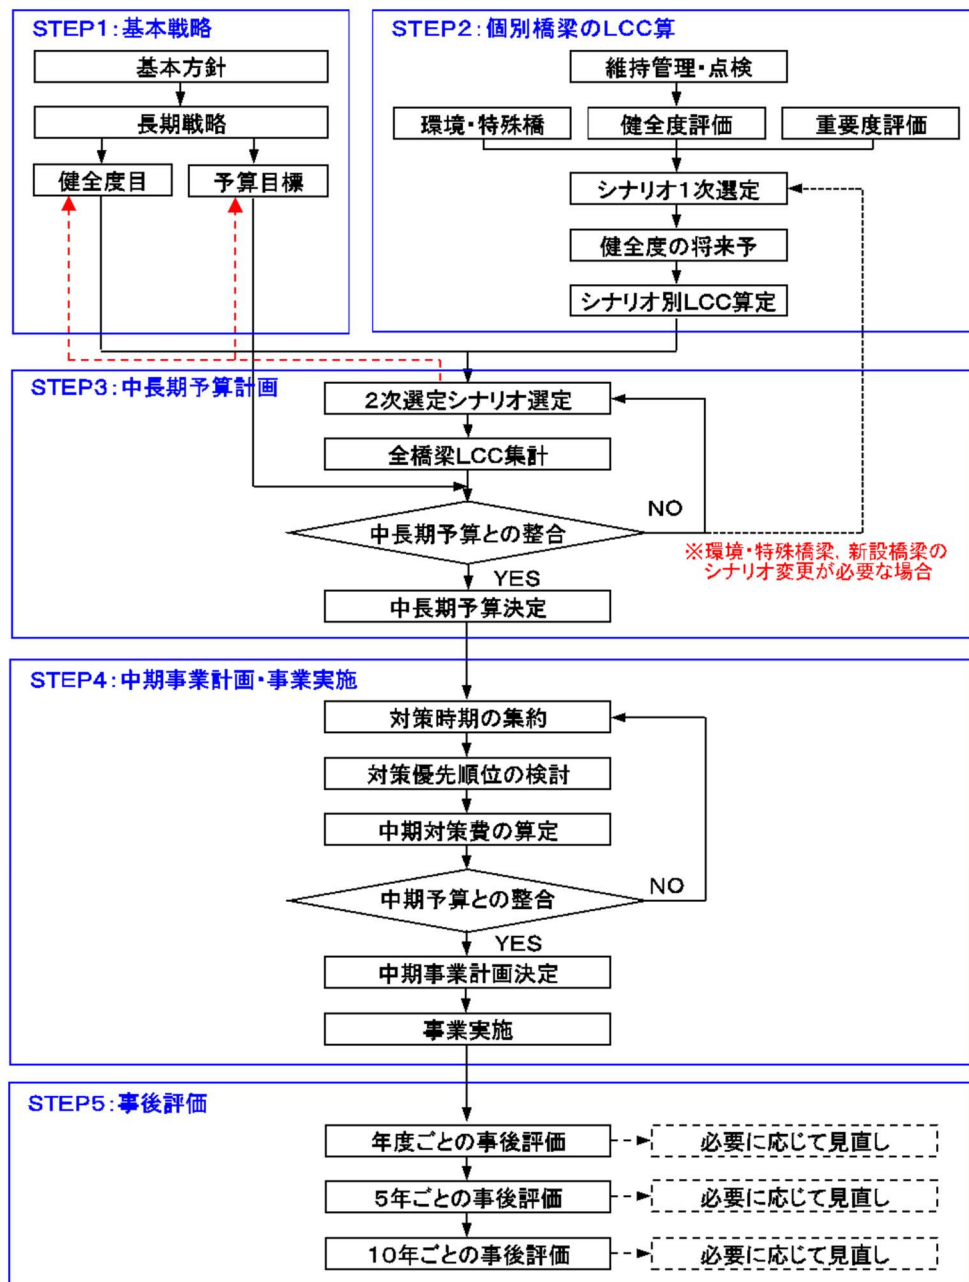 STEP1:基本戦略
基本方針
長期戦略
健全度目
予算目標
STEP2:個別橋梁のLCC算
維持管理・点検
環境・特殊橋
健全度評価
重要度評価
シナリオ1次選定
健全度の将来予
シナリオ別LCC算定
STEP3:中長期予算計画
2次選定シナリオ選定
全橋梁LCC集計
中長期予算との整合
NO
※環境・特殊橋梁, 新設橋梁の
シナリオ変更が必要な場合
YES
中長期予算決定
STEP4:中期事業計画・事業実施
対策時期の集約
対策優先順位の検討
中期対策費の算定
中期予算との整合
NO
YES
中期事業計画決定
事業実施
STEP5:事後評価
年度ごとの事後評価
必要に応じて見直し
5年ごとの事後評価
必要に応じて見直し
10年ごとの事後評価
必要に応じて見直し